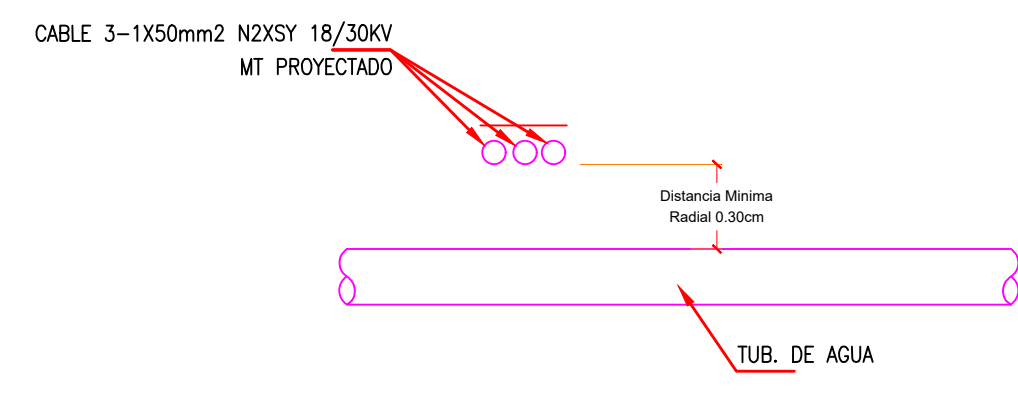 CABLE 3-1X50mm2 N2XSY 18/30KV
MT PROYECTADO
Distancia Minima
Radial 0.30cm
TUB. DE AGUA